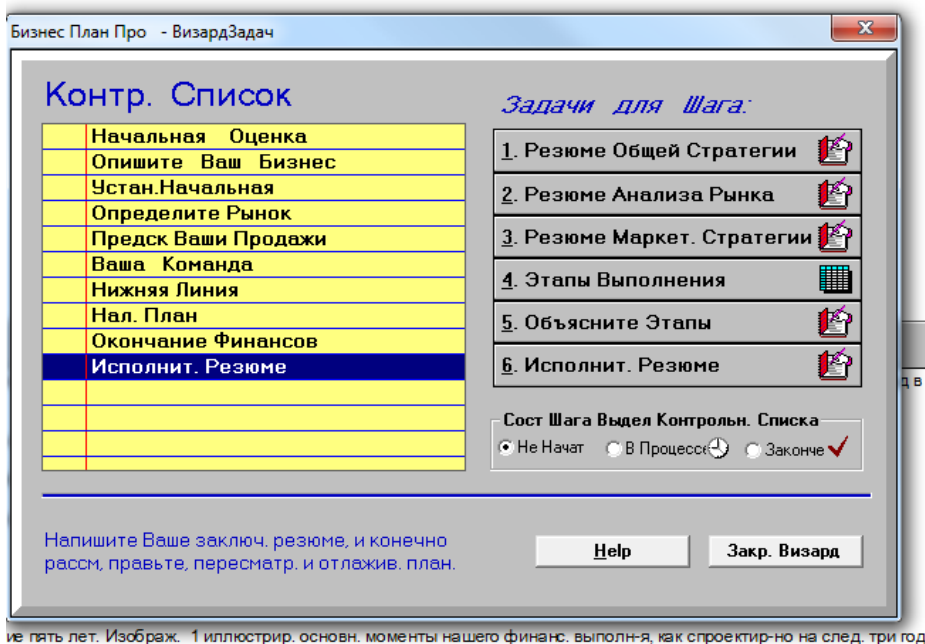 Бизнес План Про - ВизардЗадач
Контр. Список
Начальная Оценка
Опишите Ваш Бизнес
Устан.Начальная
Определите Рынок
Предск Ваши Продажи
Ваша Команда
Нижняя Линия
Нал. План
Окончание Финансов
Исполнит. Резюме
Задачи для Шага:
1. Резюме Общей Стратегии
2. Резюме Анализа Рынка
3. Резюме Маркет. Стратегии
4. Этапы Выполнения
5. Объясните Этапы
6. Исполнит. Резюме
д в
Сост Шага Выдел Контрольн. Списка
Не Начат В Процессе Законче
Напишите Ваше заключ. резюме, и конечно
рассм, правьте, пересматр. и отлажив. план.
Help Закр. Визард
ие пять лет. Изображ. 1 иллюстрир. основн. моменты нашего финанс. выполн-я, как спроектир-но на след. три год